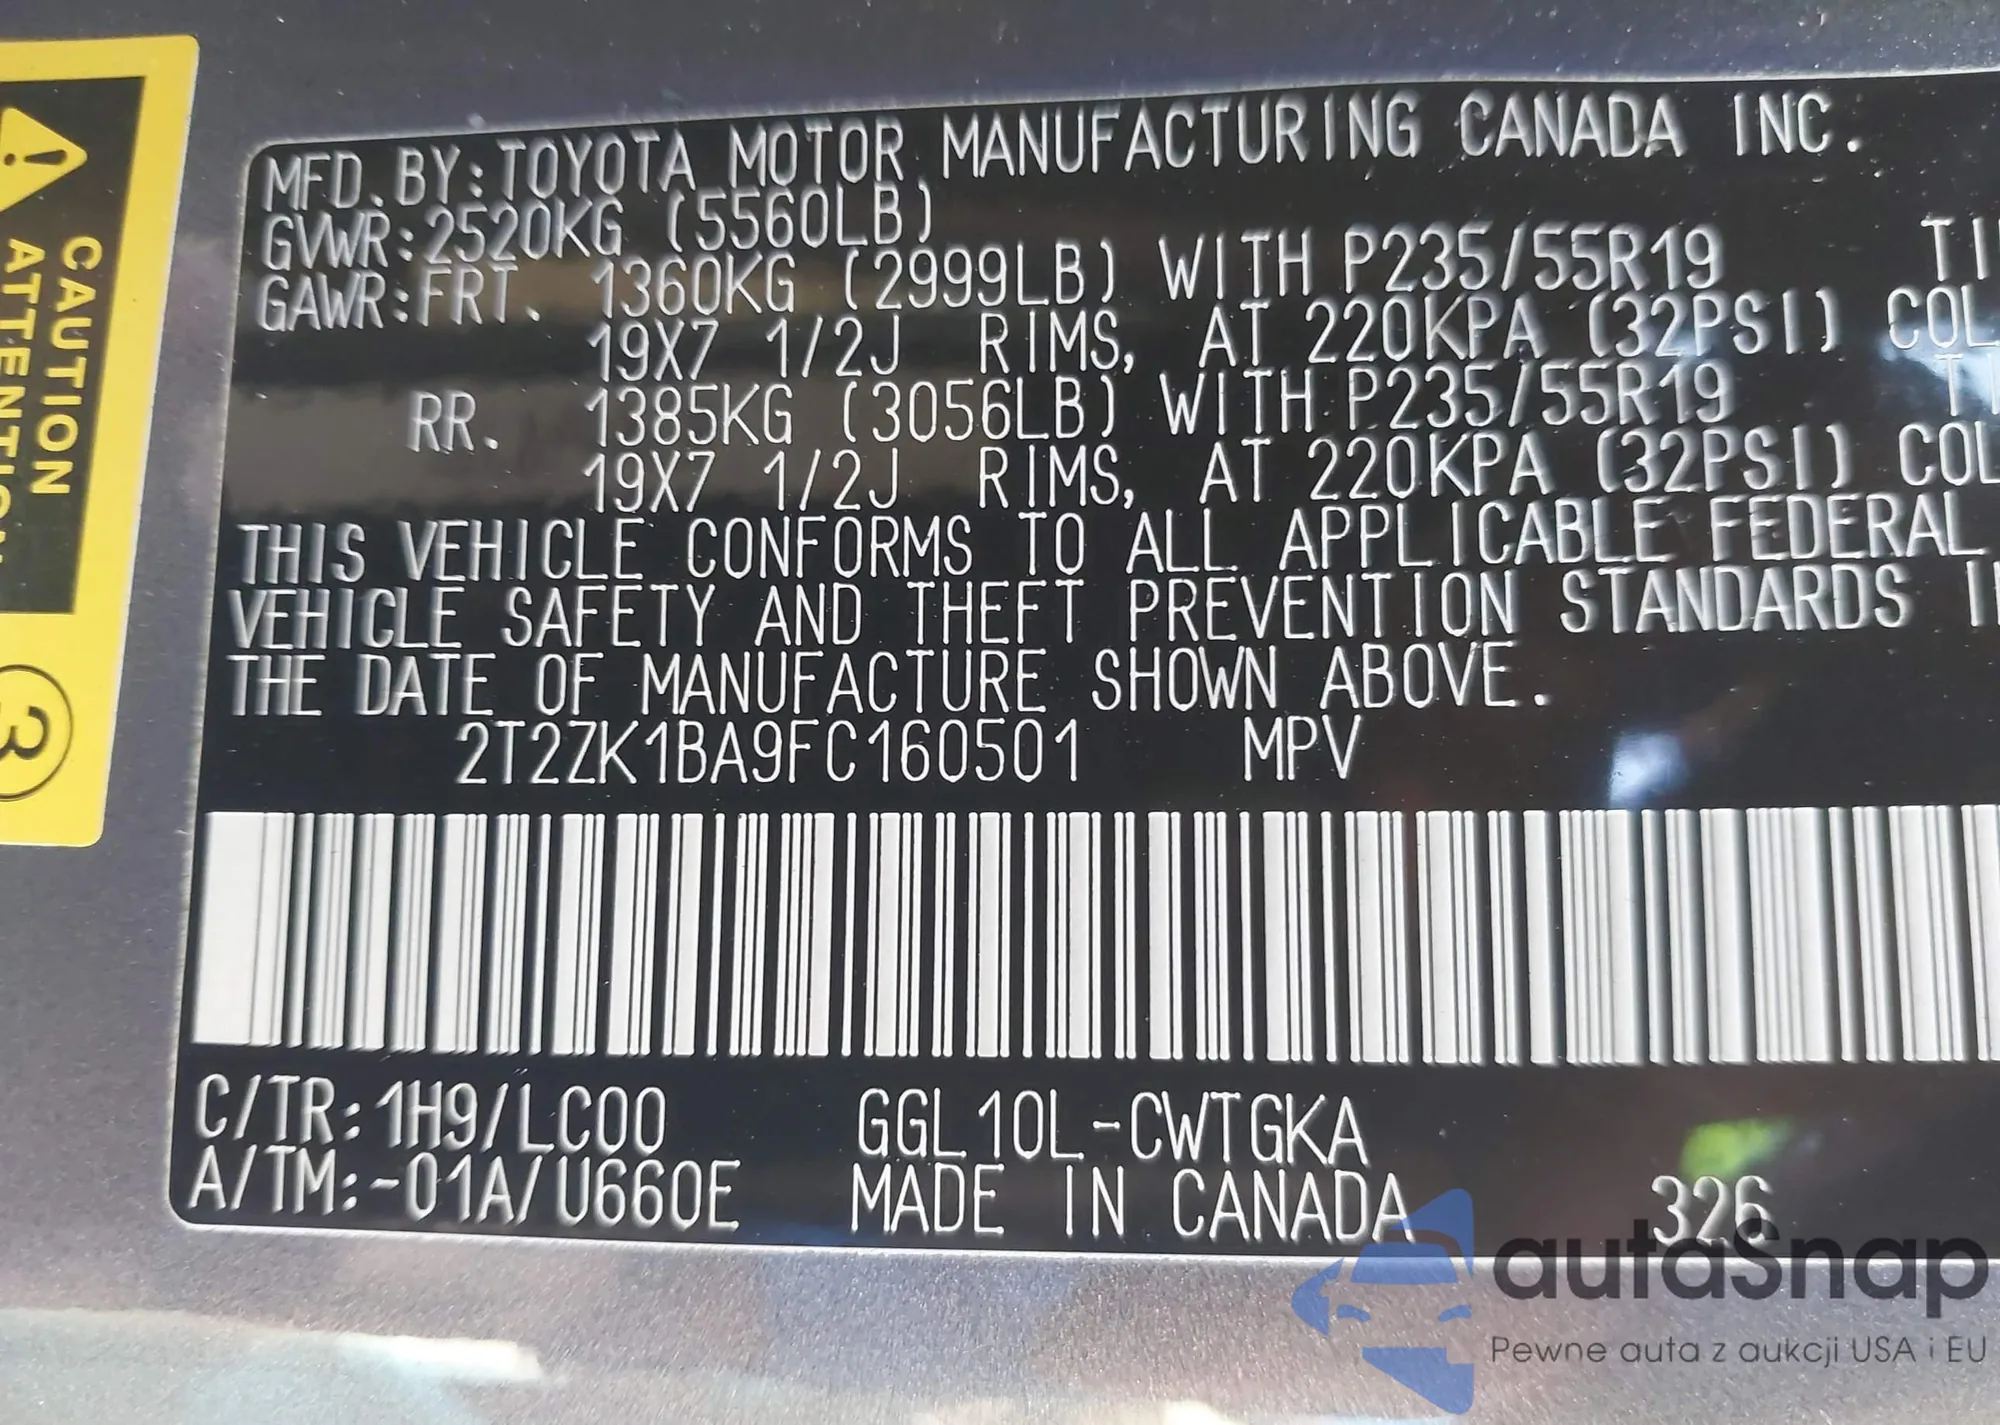 MFD. BY: TOYOTA MOTOR MANUFACTURING CANADA INC.
GVWR: 2520KG (5560LB)
GAWR: FRT. 1360KG (2999LB) WITH P235/55R19
19X7 1/2J RIMS, AT 220KPA (32PSI)
RR. 1385KG (3056LB) WITH P235/55R19
19X7 1/2J RIMS, AT 220KPA (32PSI)
THIS VEHICLE CONFORMS TO ALL APPLICABLE FEDERAL
VEHICLE SAFETY AND THEFT PREVENTION STANDARDS
THE DATE OF MANUFACTURE SHOWN ABOVE.
2T2ZK1BA9FC160501 MPV
C/TR: 1H9/LC00 GGL10L-CWTGKA
A/TM: -01A/U660E MADE IN CANADA 326
CAUTION
ATTENTION
3
autaSnap
Pewne auta z aukcji USA i EU